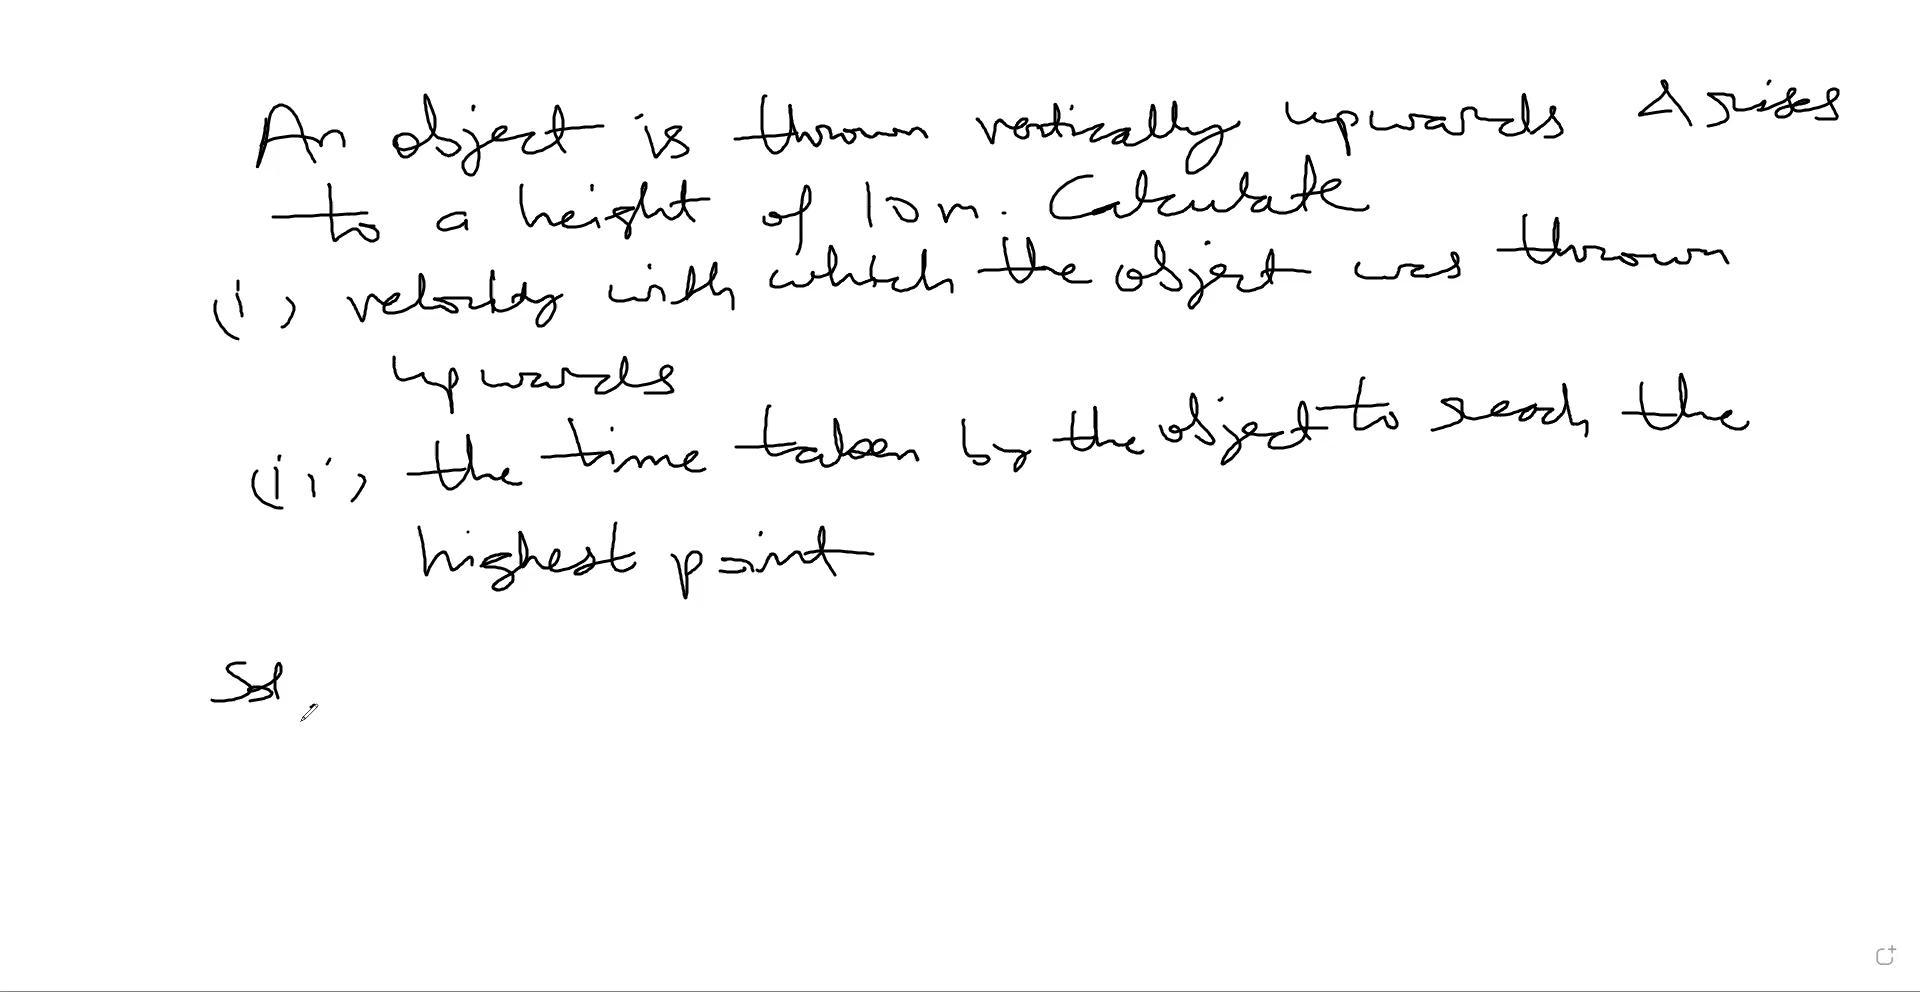 An object is thrown vertically upwards & rises
to a height of 10m. Calculate
(i) velocity with which the object was thrown
upwards
(ii) the time taken by the object to reach the
highest point
Sol,